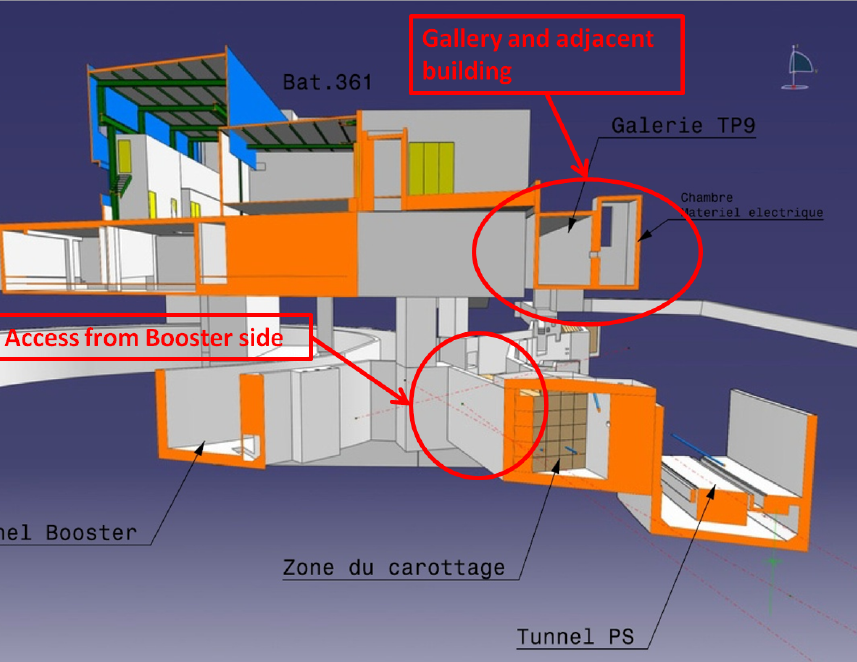 Gallery and adjacent
building
Bat.361
Galerie TP9
Chambre
Materiel electrique
Access from Booster side
nel Booster
Zone du carottage
Tunnel PS